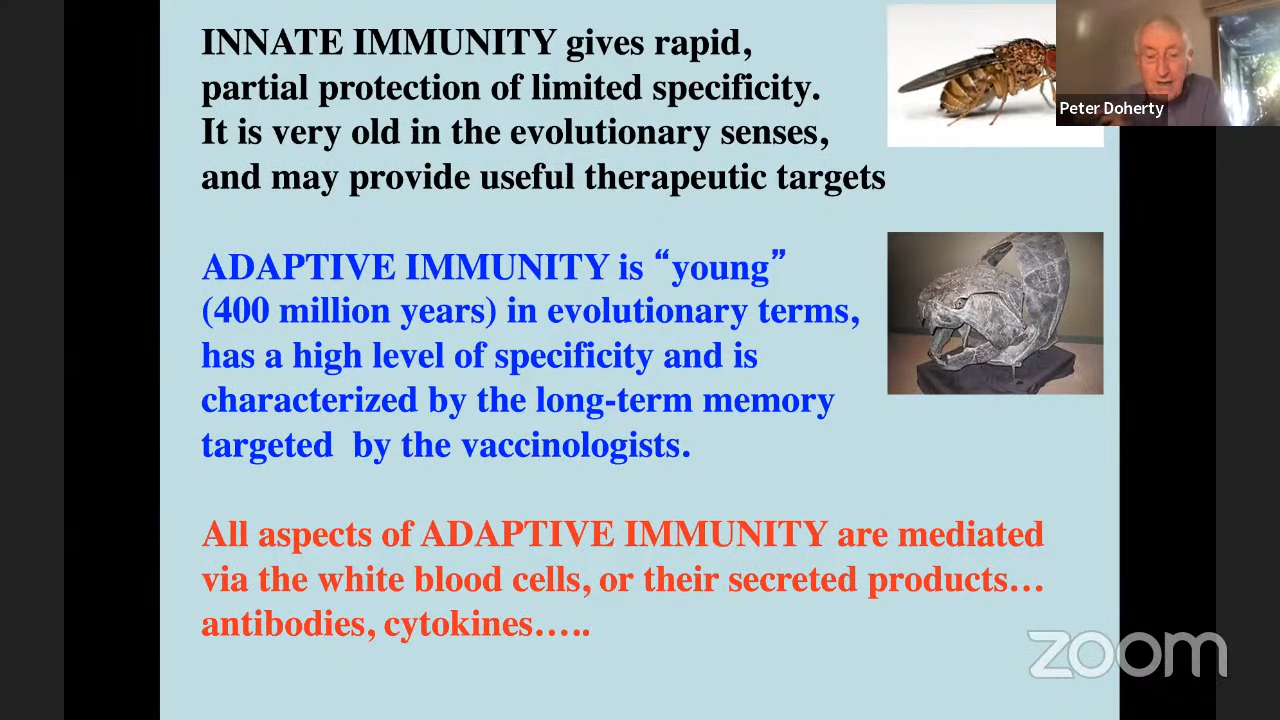 INNATE IMMUNITY gives rapid,
partial protection of limited specificity.
It is very old in the evolutionary senses,
and may provide useful therapeutic targets
Peter Doherty
ADAPTIVE IMMUNITY is “young”
(400 million years) in evolutionary terms,
has a high level of specificity and is
characterized by the long-term memory
targeted  by the vaccinologists.
All aspects of ADAPTIVE IMMUNITY are mediated
via the white blood cells, or their secreted products…
antibodies, cytokines…..
zoom